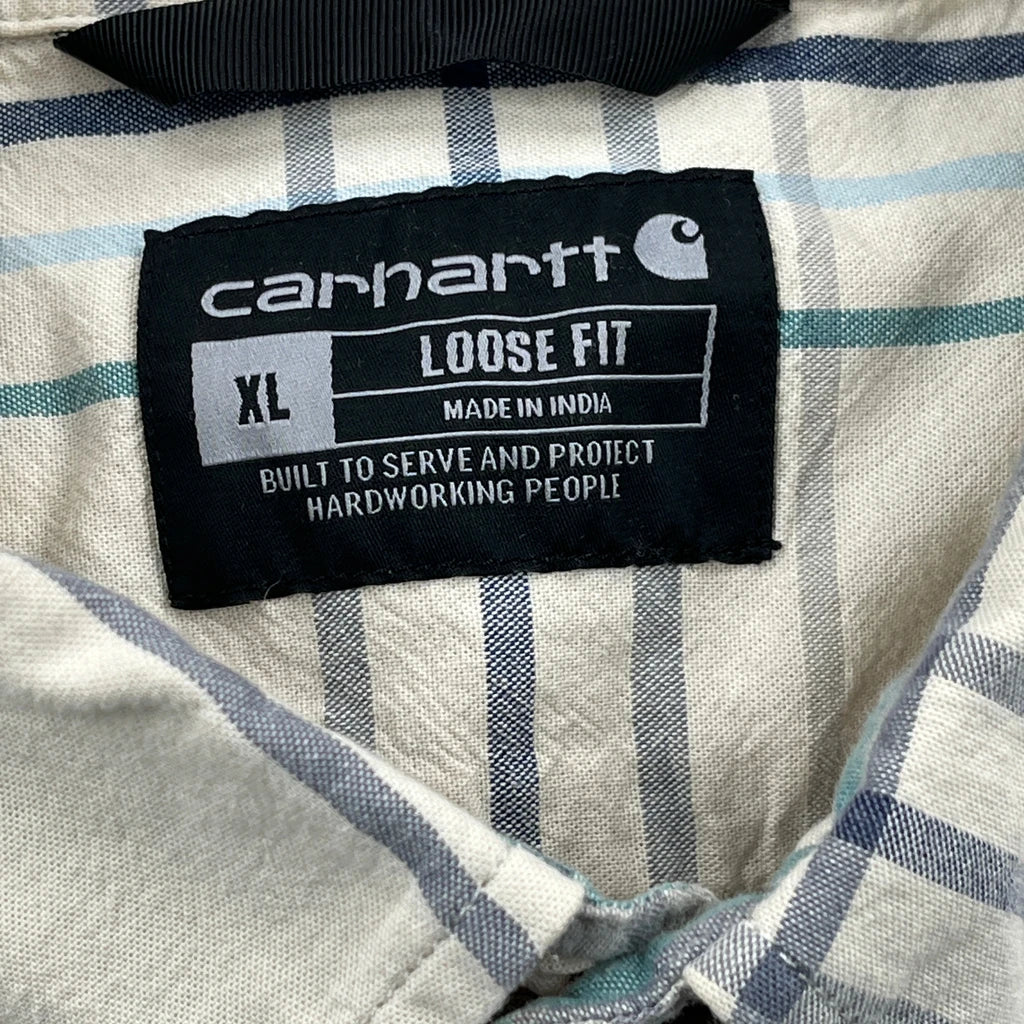 carhartt
XL
LOOSE FIT
MADE IN INDIA
BUILT TO SERVE AND PROTECT
HARDWORKING PEOPLE